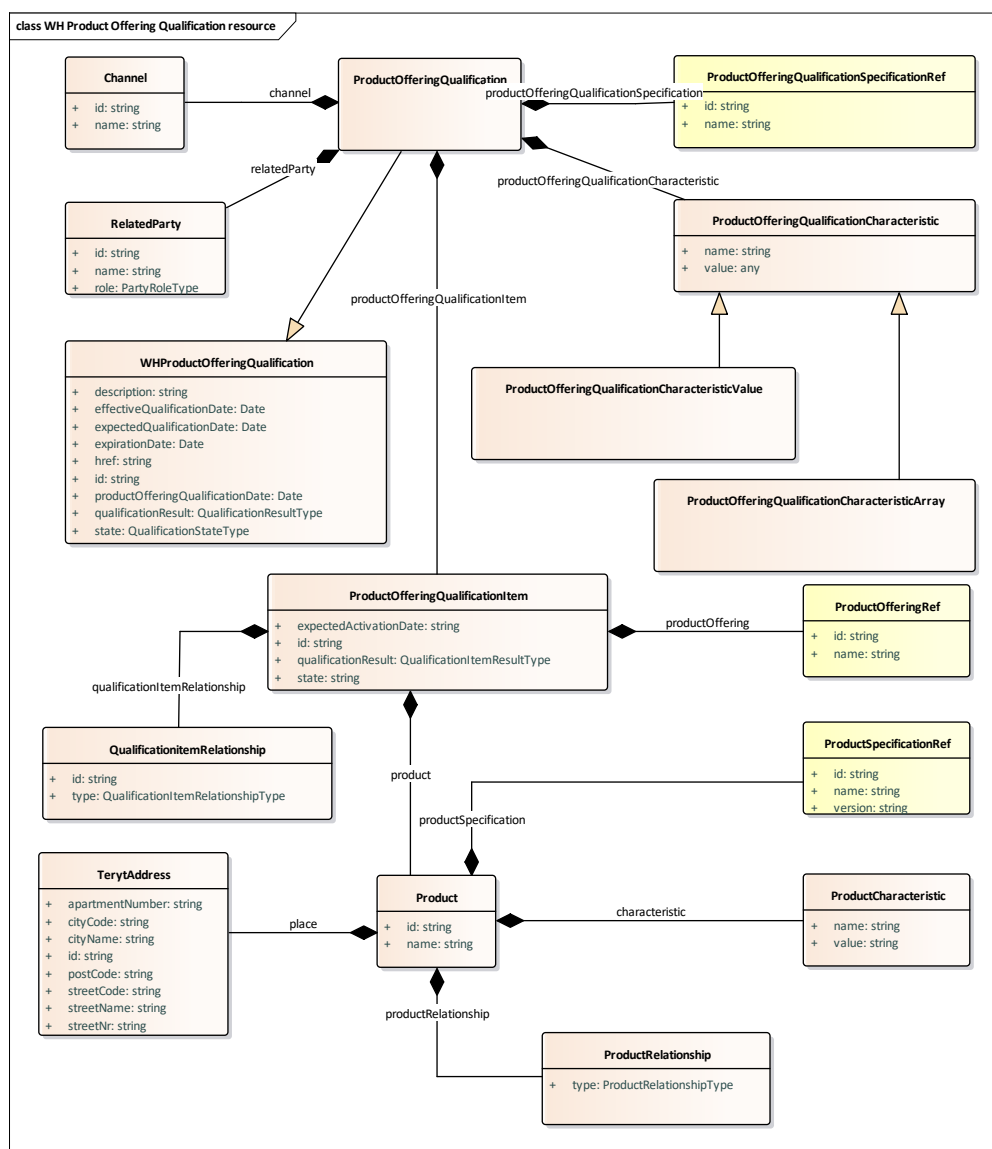 class WH Product Offering Qualification resource
Channel
+ id: string
+ name: string
channel
ProductOfferingQualification
productOfferingQualificationSpecification
ProductOfferingQualificationSpecificationRef
+ id: string
+ name: string
relatedParty
productOfferingQualificationCharacteristic
RelatedParty
+ id: string
+ name: string
+ role: PartyRoleType
ProductOfferingQualificationCharacteristic
+ name: string
+ value: any
productOfferingQualificationItem
WHProductOfferingQualification
+ description: string
+ effectiveQualificationDate: Date
+ expectedQualificationDate: Date
+ expirationDate: Date
+ href: string
+ id: string
+ productOfferingQualificationDate: Date
+ qualificationResult: QualificationResultType
+ state: QualificationStateType
ProductOfferingQualificationCharacteristicValue
ProductOfferingQualificationCharacteristicArray
ProductOfferingQualificationItem
+ expectedActivationDate: string
+ id: string
+ qualificationResult: QualificationItemResultType
+ state: string
productOffering
ProductOfferingRef
+ id: string
+ name: string
qualificationItemRelationship
QualificationitemRelationship
+ id: string
+ type: QualificationItemRelationshipType
product
productSpecification
ProductSpecificationRef
+ id: string
+ name: string
+ version: string
TerytAddress
+ apartmentNumber: string
+ cityCode: string
+ cityName: string
+ id: string
+ postCode: string
+ streetCode: string
+ streetName: string
+ streetNr: string
place
Product
+ id: string
+ name: string
characteristic
ProductCharacteristic
+ name: string
+ value: string
productRelationship
ProductRelationship
+ type: ProductRelationshipType